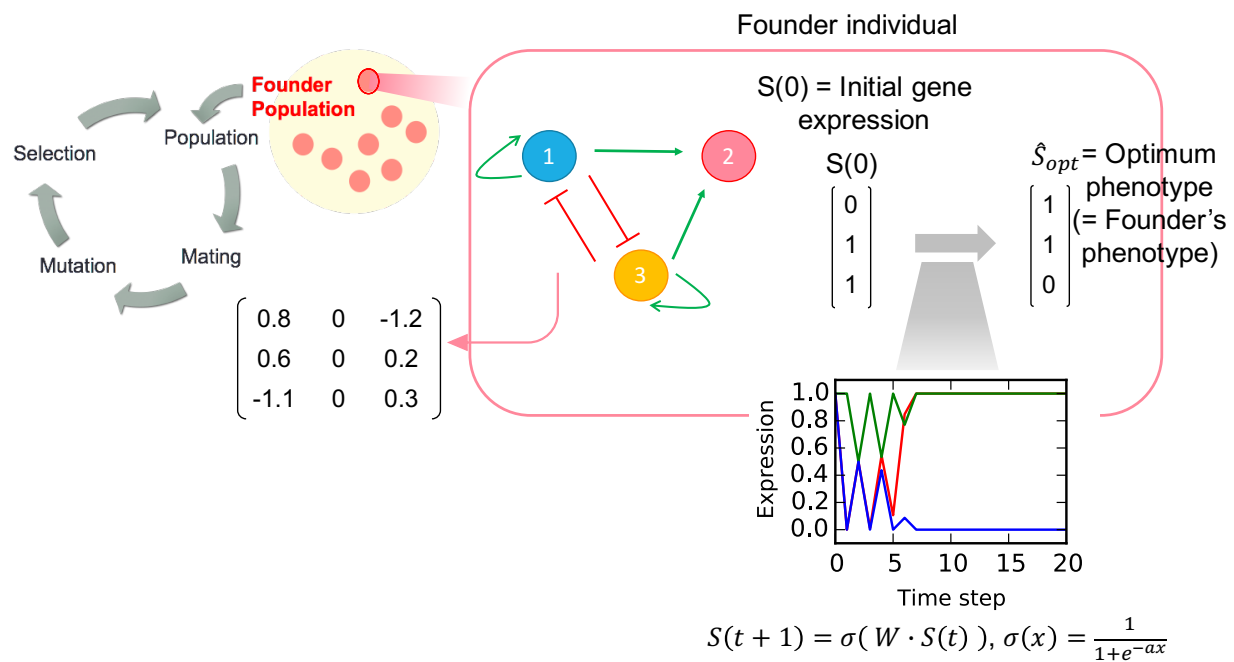 Founder individual
Founder
Population
Population
Selection
Mutation
Mating
S(0) = Initial gene
expression
1
2
3
S(0)
0
1
1
Ŝ_opt = Optimum
phenotype
(= Founder's
phenotype)
1
1
0
0.8 0 -1.2
0.6 0 0.2
-1.1 0 0.3
Expression
1.0
0.8
0.6
0.4
0.2
0.0
0 5 10 15 20
Time step
S(t + 1) = σ( W · S(t) ), σ(x) = 1 / (1+e^{-ax})